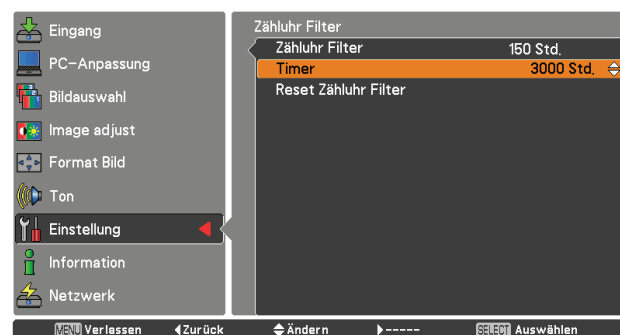 Eingang
PC-Anpassung
Bildauswahl
Image adjust
Format Bild
Ton
Einstellung
Information
Netzwerk
Zähluhr Filter
Zähluhr Filter 150 Std.
Timer 3000 Std.
Reset Zähluhr Filter
MENU Verlassen Zurück Ändern ----- SELECT Auswählen